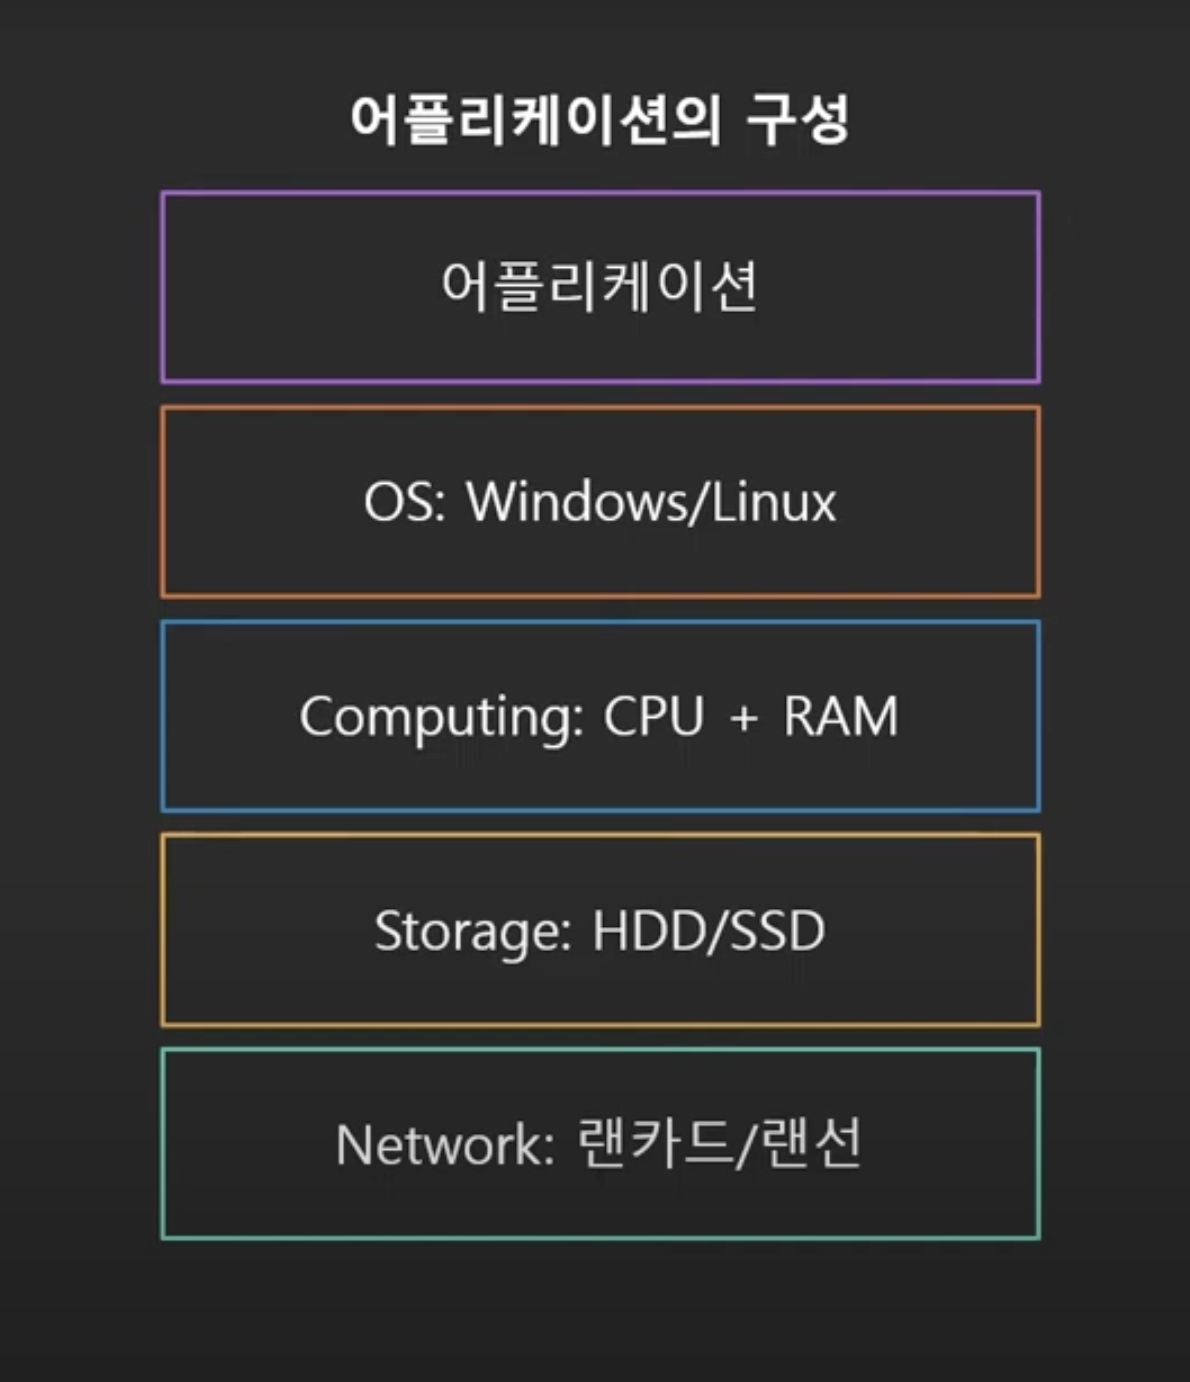 어플리케이션의 구성
어플리케이션
OS: Windows/Linux
Computing: CPU + RAM
Storage: HDD/SSD
Network: 랜카드/랜선